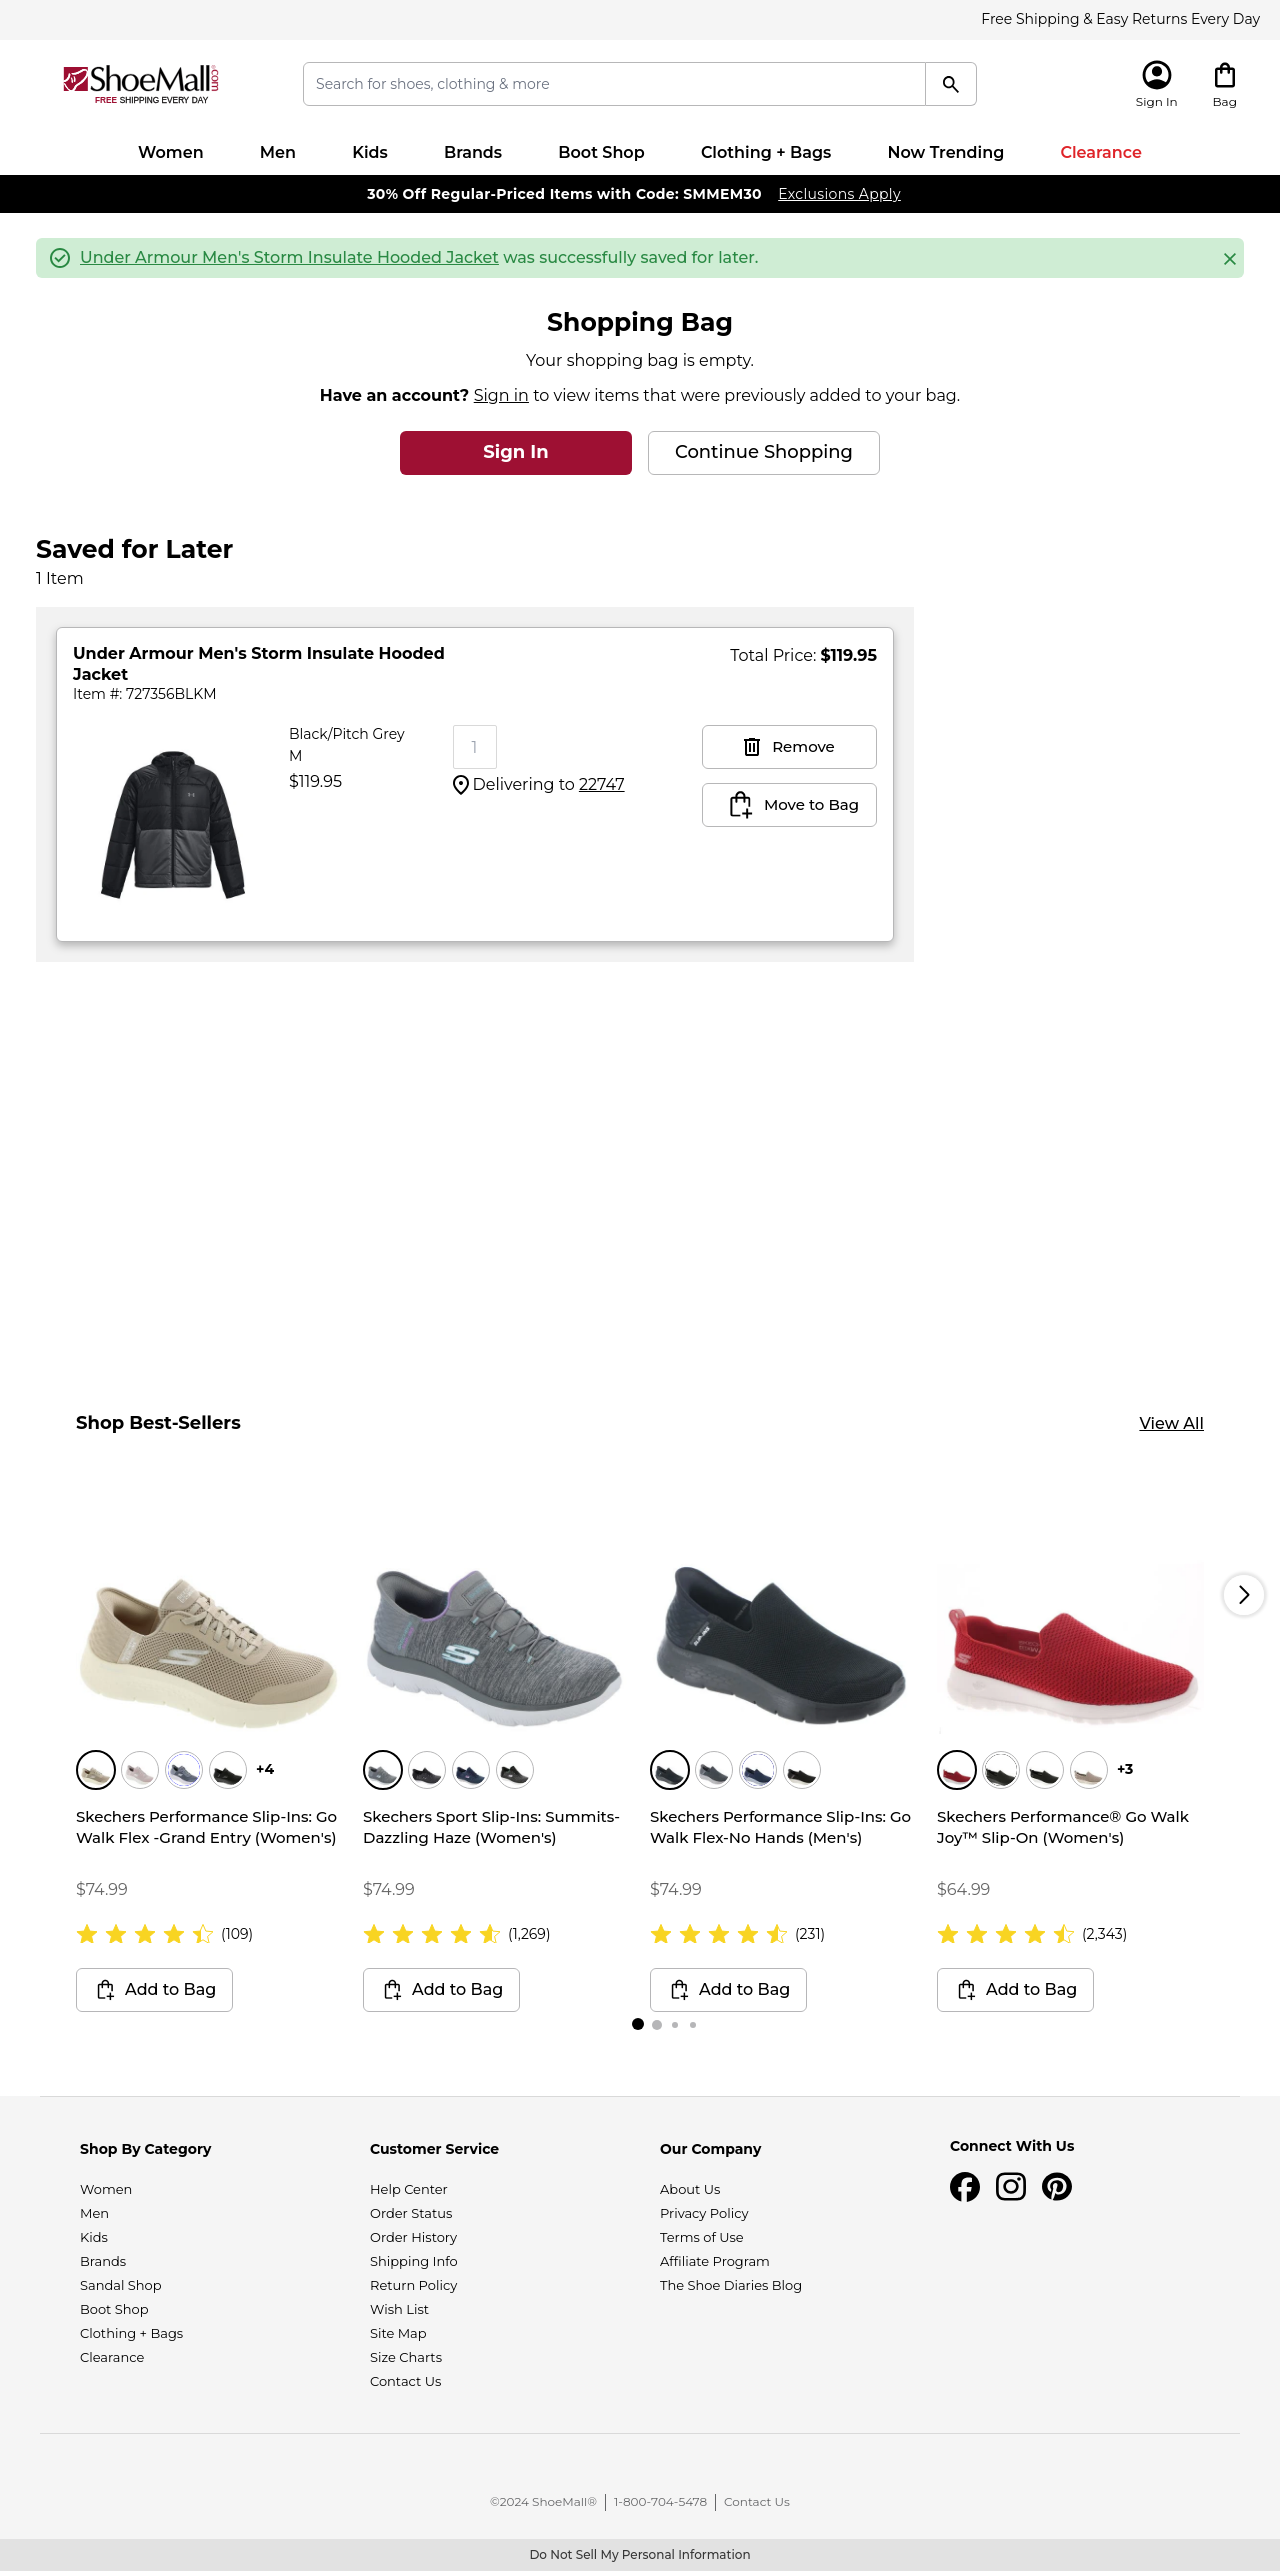 Free Shipping & Easy Returns Every Day
ShoeMall.com
FREE SHIPPING EVERY DAY
Search for shoes, clothing & more
Sign In
Bag
Women
Men
Kids
Brands
Boot Shop
Clothing + Bags
Now Trending
Clearance
30% Off Regular-Priced Items with Code: SMMEM30 Exclusions Apply
Under Armour Men's Storm Insulate Hooded Jacket was successfully saved for later.
Shopping Bag
Your shopping bag is empty.
Have an account? Sign in to view items that were previously added to your bag.
Sign In
Continue Shopping
Saved for Later
1 Item
Under Armour Men's Storm Insulate Hooded
Jacket
Item #: 727356BLKM
Total Price: $119.95
Black/Pitch Grey
M
$119.95
1
Delivering to 22747
Remove
Move to Bag
Shop Best-Sellers
View All
+4
Skechers Performance Slip-Ins: Go
Walk Flex -Grand Entry (Women's)
$74.99
(109)
Add to Bag
Skechers Sport Slip-Ins: Summits-
Dazzling Haze (Women's)
$74.99
(1,269)
Add to Bag
Skechers Performance Slip-Ins: Go
Walk Flex-No Hands (Men's)
$74.99
(231)
Add to Bag
+3
Skechers Performance® Go Walk
Joy™ Slip-On (Women's)
$64.99
(2,343)
Add to Bag
Shop By Category
Women
Men
Kids
Brands
Sandal Shop
Boot Shop
Clothing + Bags
Clearance
Customer Service
Help Center
Order Status
Order History
Shipping Info
Return Policy
Wish List
Site Map
Size Charts
Contact Us
Our Company
About Us
Privacy Policy
Terms of Use
Affiliate Program
The Shoe Diaries Blog
Connect With Us
©2024 ShoeMall®
1-800-704-5478
Contact Us
Do Not Sell My Personal Information